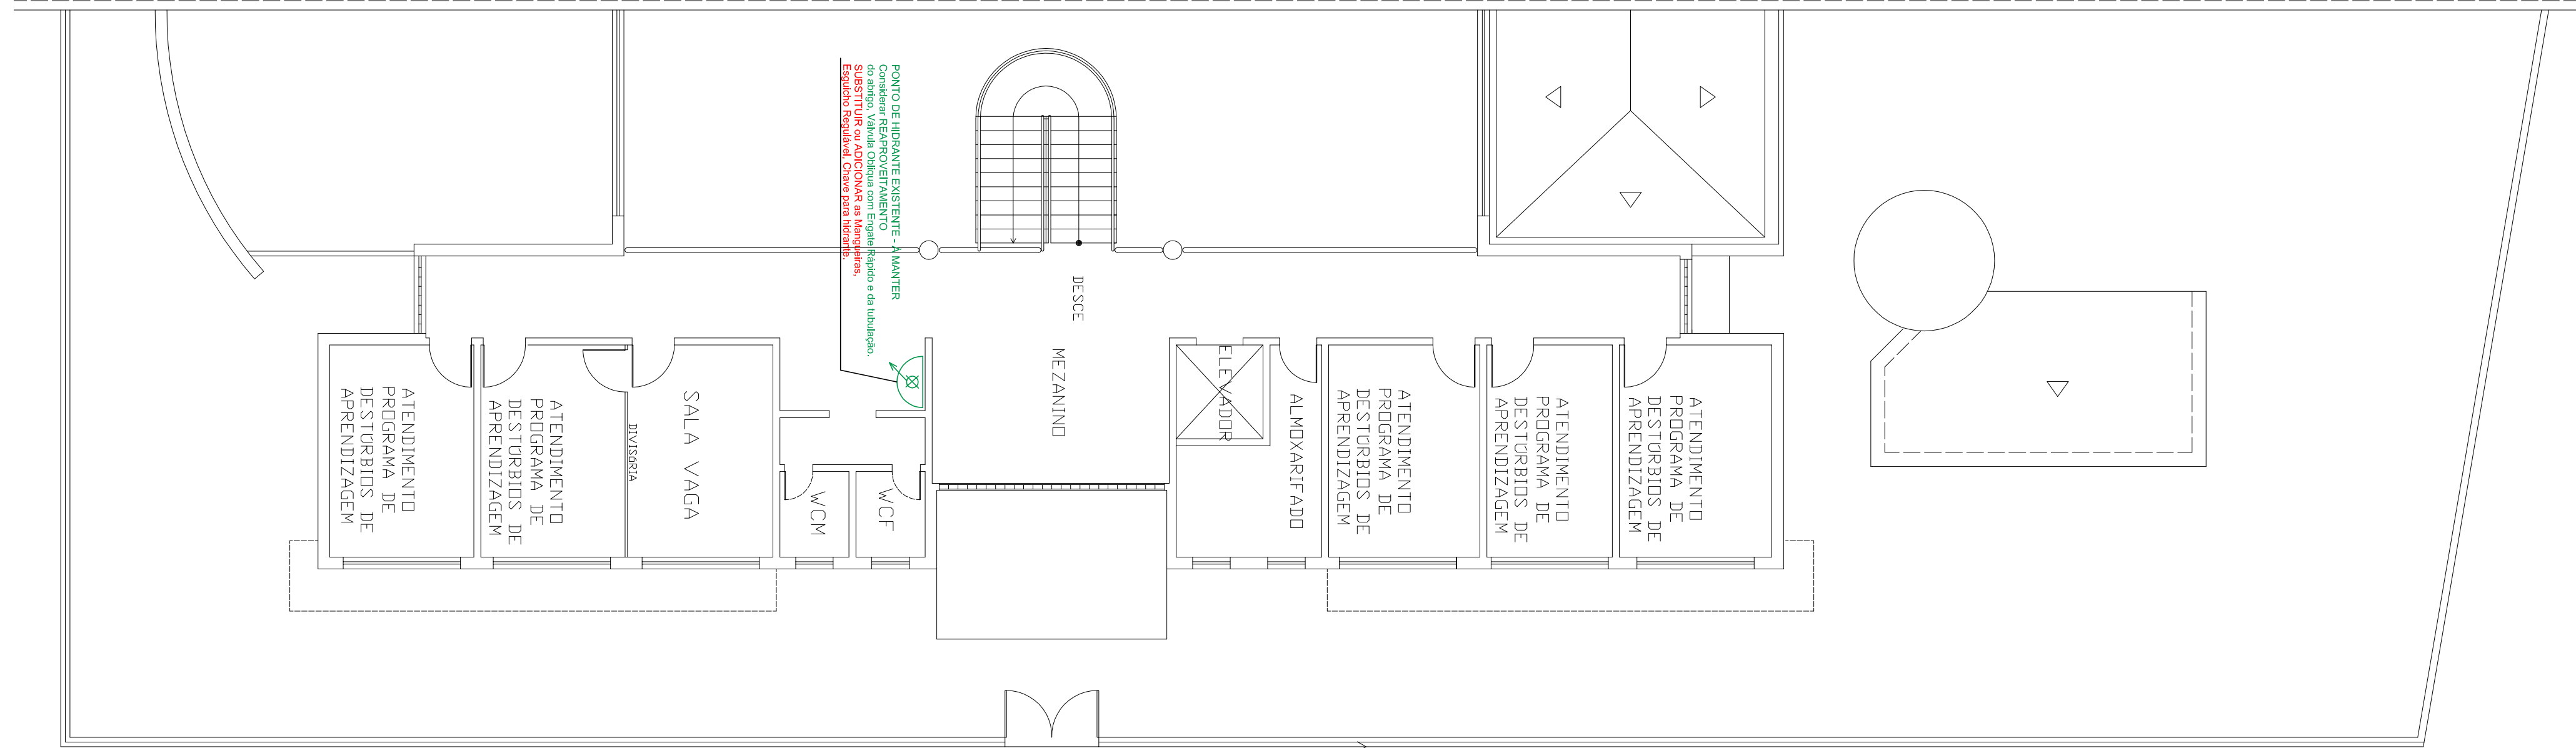 PONTO DE HIDRANTE EXISTENTE - À MANTER
Considerar REAPROVEITAMENTO
do abrigo, Válvula Oblíqua com Engate Rápido e da tubulação.
SUBSTITUIR ou ADICIONAR as Mangueiras,
Esguicho Regulável, Chave para hidrante.
DESCE
MEZANINO
ATENDIMENTO
PROGRAMA DE
DESTÚRBIOS DE
APRENDIZAGEM
ATENDIMENTO
PROGRAMA DE
DESTÚRBIOS DE
APRENDIZAGEM
DIVISÓRIA
SALA VAGA
WCM
WCF
ELEVADOR
ALMOXARIFADO
ATENDIMENTO
PROGRAMA DE
DESTÚRBIOS DE
APRENDIZAGEM
ATENDIMENTO
PROGRAMA DE
DESTÚRBIOS DE
APRENDIZAGEM
ATENDIMENTO
PROGRAMA DE
DESTÚRBIOS DE
APRENDIZAGEM